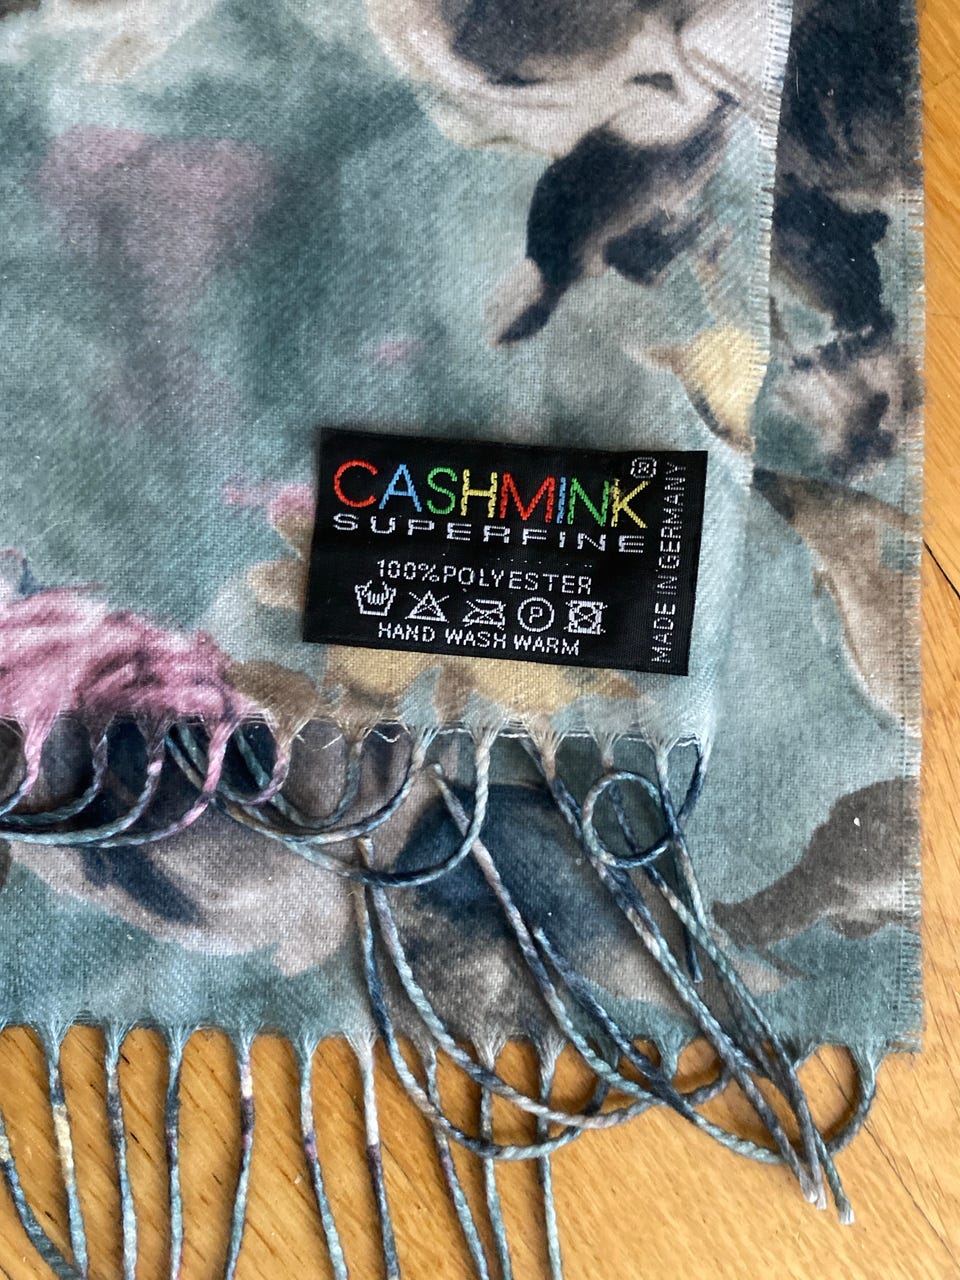 CASHMINK®
SUPERFINE
100%POLYESTER
P
HAND WASH WARM
MADE IN GERMANY